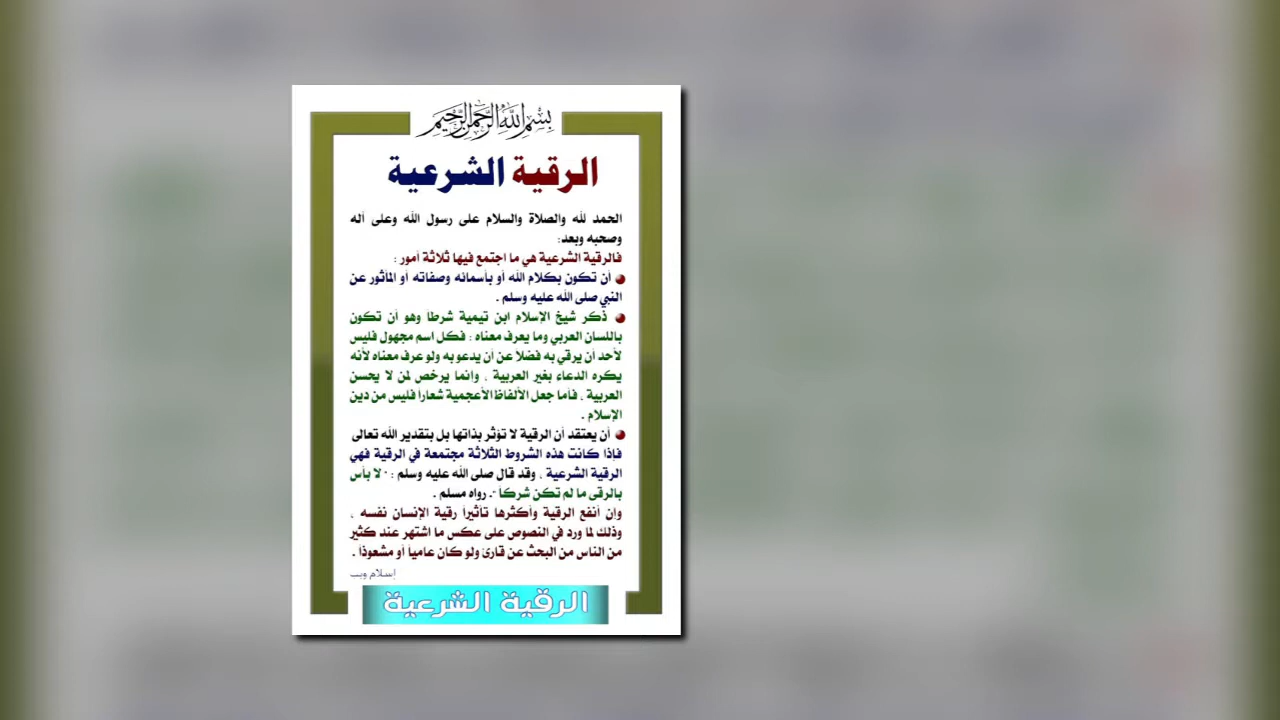 بسم الله الرحمن الرحيم
الرقية الشرعية
الحمد لله والصلاة والسلام على رسول الله وعلى آله
وصحبه وبعد:
فالرقية الشرعية هي ما اجتمع فيها ثلاثة أمور :
أن تكون بكلام الله أو بأسمائه وصفاته أو المأثور عن
النبي صلى الله عليه وسلم .
ذكر شيخ الإسلام ابن تيمية شرطاً وهو أن تكون
باللسان العربي وما يعرف معناه : فكل اسم مجهول فليس
لأحد أن يرقي به فضلا عن أن يدعو به ولو عرف معناه لأنه
يكره الدعاء بغير العربية ، وانما يرخص لمن لا يحسن
العربية ، فأما جعل الألفاظ الأعجمية شعاراً فليس من دين
الإسلام .
أن يعتقد أن الرقية لا تؤثر بذاتها بل بتقدير الله تعالى
فإذا كانت هذه الشروط الثلاثة مجتمعة في الرقية فهي
الرقية الشرعية ، وقد قال صلى الله عليه وسلم : " لا بأس
بالرقى ما لم تكن شركاً ". رواه مسلم .
وان أنفع الرقية وأكثرها تأثيراً رقية الإنسان نفسه ،
وذلك لما ورد في النصوص على عكس ما اشتهر عند كثير
من الناس من البحث عن قارئ ولو كان عامياً أو مشعوذاً .
إسلام ويب
الرقية الشرعية